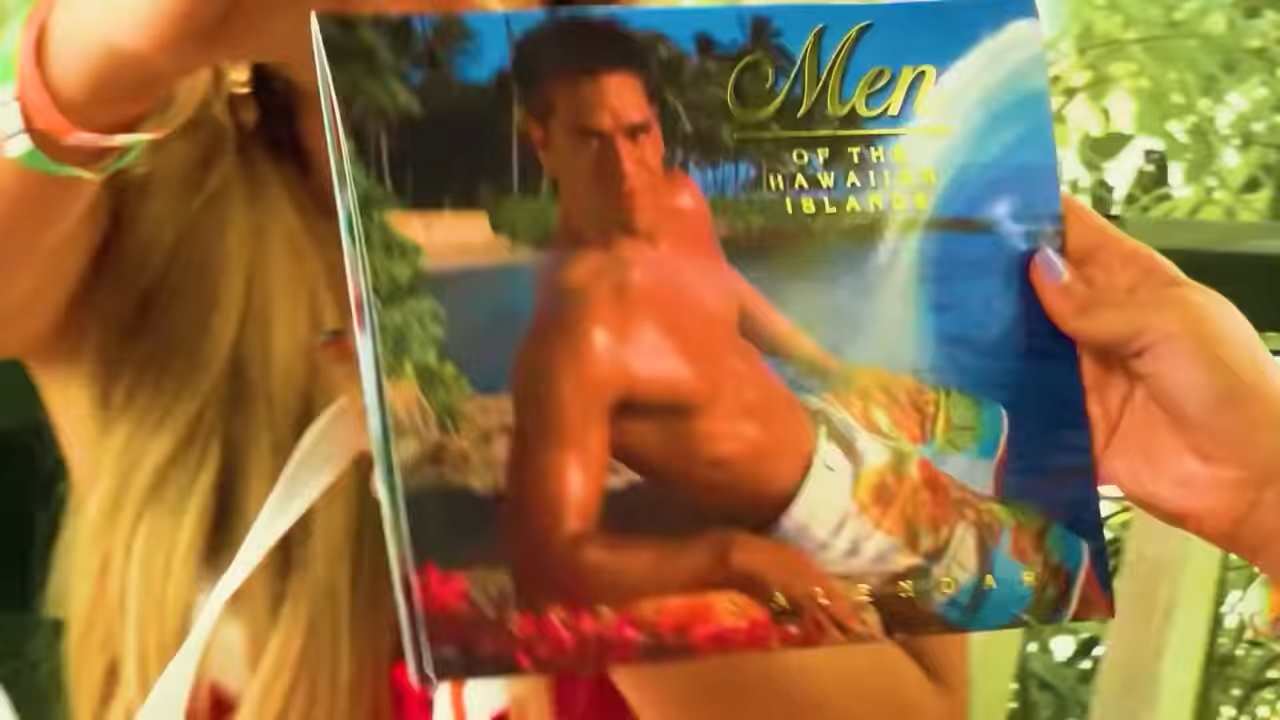 Men
OF THE
HAWAIIAN
ISLANDS
CALENDAR